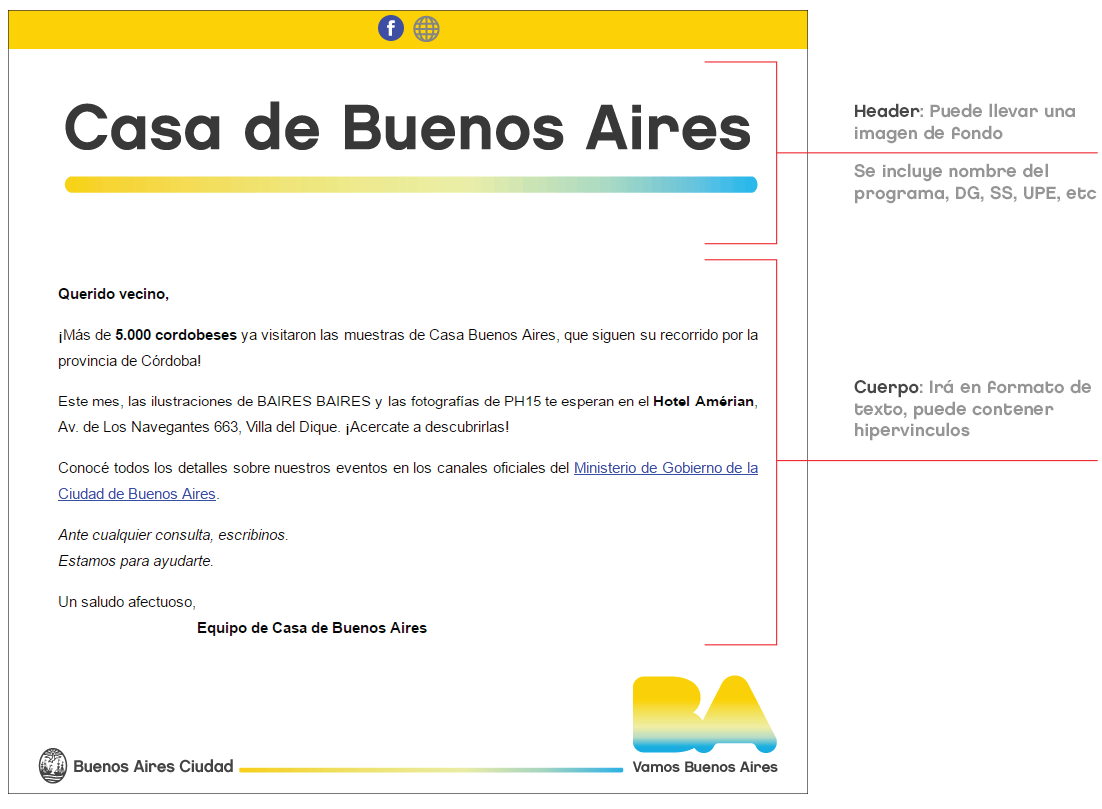 f
Casa de Buenos Aires
Header: Puede llevar una
imagen de fondo
Se incluye nombre del
programa, DG, SS, UPE, etc
Querido vecino,
¡Más de 5.000 cordobeses ya visitaron las muestras de Casa Buenos Aires, que siguen su recorrido por la
provincia de Córdoba!
Este mes, las ilustraciones de BAIRES BAIRES y las fotografías de PH15 te esperan en el Hotel Amérian,
Av. de Los Navegantes 663, Villa del Dique. ¡Acercate a descubrirlas!
Conocé todos los detalles sobre nuestros eventos en los canales oficiales del Ministerio de Gobierno de la
Ciudad de Buenos Aires.
Ante cualquier consulta, escribinos.
Estamos para ayudarte.
Un saludo afectuoso,
Equipo de Casa de Buenos Aires
Cuerpo: Irá en formato de
texto, puede contener
hipervinculos
BA
Vamos Buenos Aires
Buenos Aires Ciudad